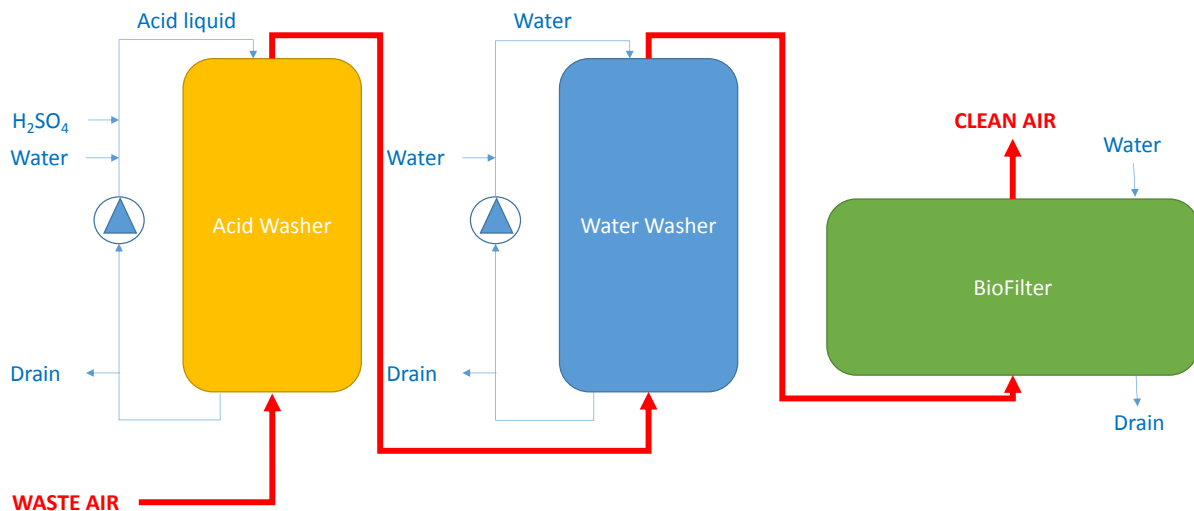 Acid liquid
H₂SO₄
Water
Acid Washer
Drain
WASTE AIR
Water
Water
Water Washer
Drain
CLEAN AIR
Water
BioFilter
Drain